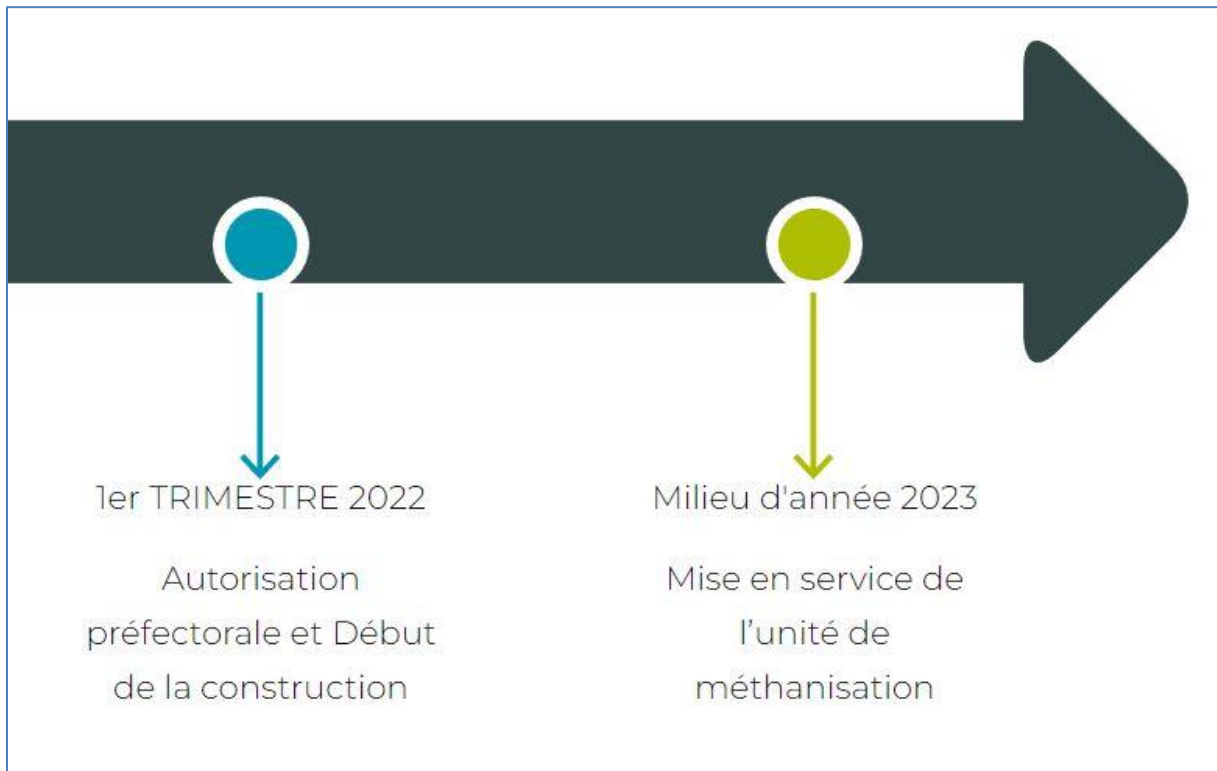 1er TRIMESTRE 2022
Autorisation
préfectorale et Début
de la construction
Milieu d'année 2023
Mise en service de
l’unité de
méthanisation